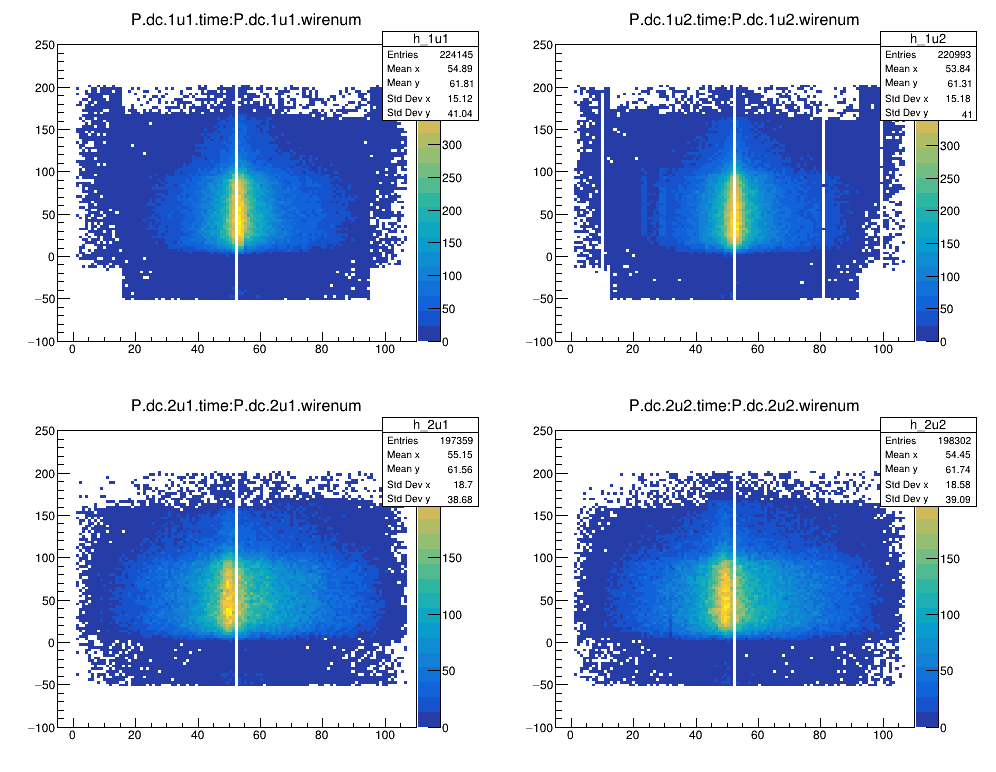 P.dc.1u1.time:P.dc.1u1.wirenum
h_1u1
Entries 224145
Mean x 54.89
Mean y 61.81
Std Dev x 15.12
Std Dev y 41.04
250
200
150
100
50
0
−50
−100
0 20 40 60 80 100
300
250
200
150
100
50
0
P.dc.1u2.time:P.dc.1u2.wirenum
h_1u2
Entries 220993
Mean x 53.84
Mean y 61.31
Std Dev x 15.18
Std Dev y 41
250
200
150
100
50
0
−50
−100
0 20 40 60 80 100
300
250
200
150
100
50
0
P.dc.2u1.time:P.dc.2u1.wirenum
h_2u1
Entries 197359
Mean x 55.15
Mean y 61.56
Std Dev x 18.7
Std Dev y 38.68
250
200
150
100
50
0
−50
−100
0 20 40 60 80 100
150
100
50
0
P.dc.2u2.time:P.dc.2u2.wirenum
h_2u2
Entries 198302
Mean x 54.45
Mean y 61.74
Std Dev x 18.58
Std Dev y 39.09
250
200
150
100
50
0
−50
−100
0 20 40 60 80 100
150
100
50
0